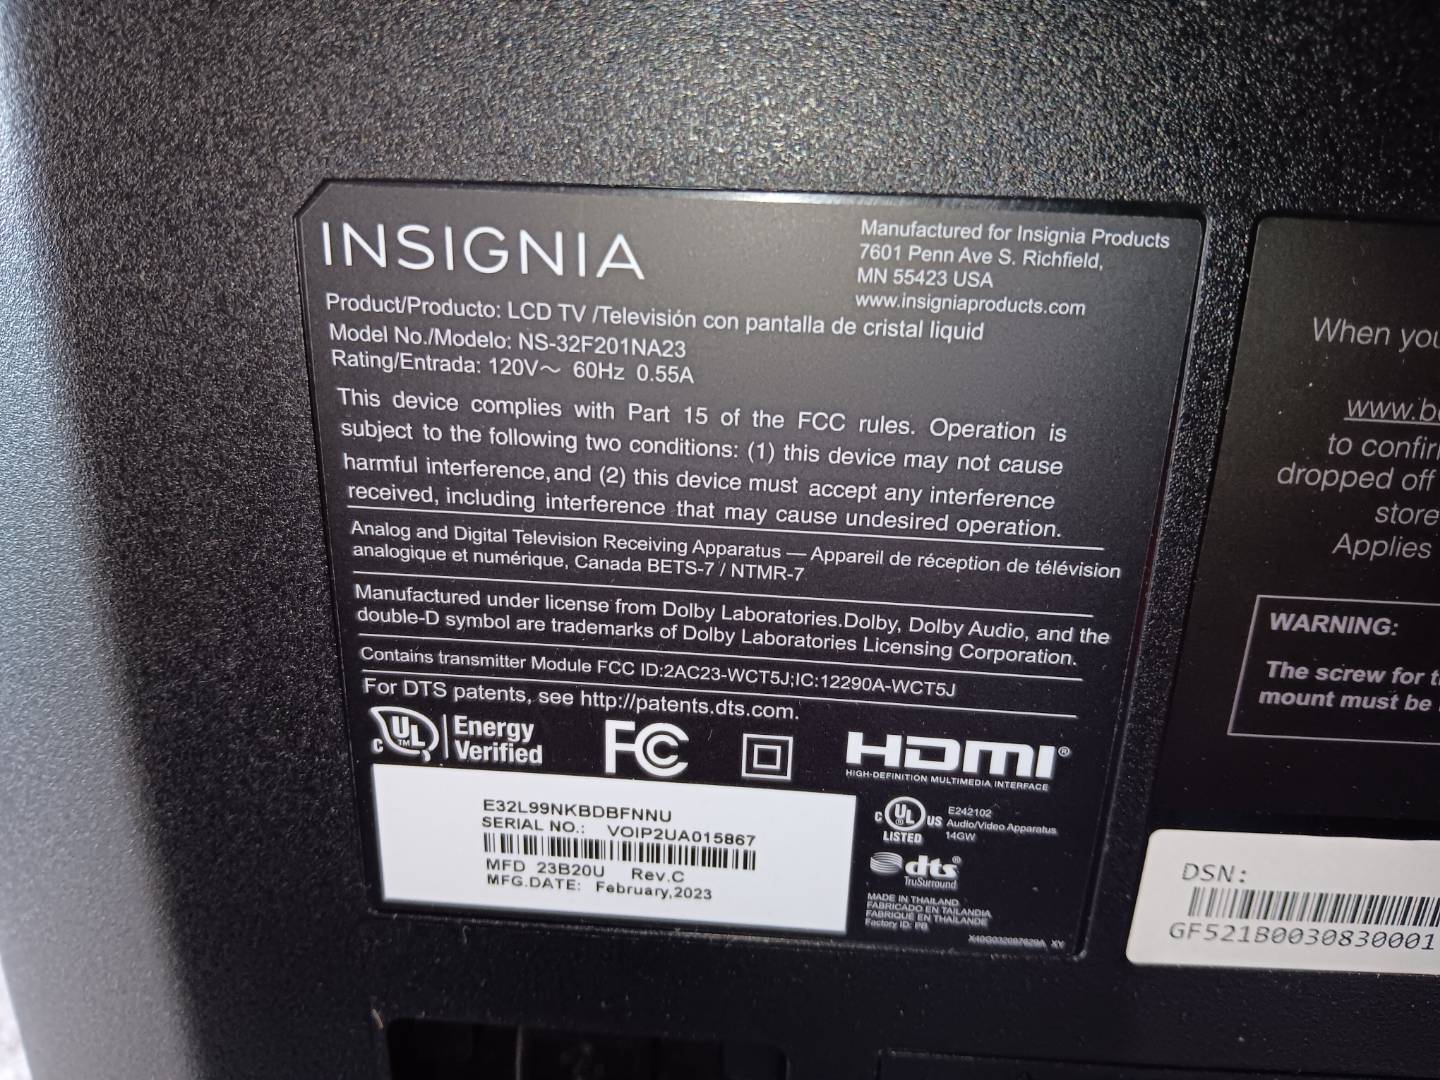 INSIGNIA
Manufactured for Insignia Products
7601 Penn Ave S. Richfield,
MN 55423 USA
www.insigniaproducts.com
Product/Producto: LCD TV /Televisión con pantalla de cristal liquid
Model No./Modelo: NS-32F201NA23
Rating/Entrada: 120V～ 60Hz 0.55A
This device complies with Part 15 of the FCC rules. Operation is
subject to the following two conditions: (1) this device may not cause
harmful interference, and (2) this device must accept any interference
received, including interference that may cause undesired operation.
Analog and Digital Television Receiving Apparatus — Appareil de réception de télévision
analogique et numérique, Canada BETS-7 / NTMR-7
Manufactured under license from Dolby Laboratories.Dolby, Dolby Audio, and the
double-D symbol are trademarks of Dolby Laboratories Licensing Corporation.
Contains transmitter Module FCC ID:2AC23-WCT5J;IC:12290A-WCT5J
For DTS patents, see http://patents.dts.com.
C UL TM Energy
Verified
FC
HDMI®
HIGH-DEFINITION MULTIMEDIA INTERFACE
E32L99NKBDBFNNU
SERIAL NO.: VOIP2UA015867
MFD 23B20U Rev.C
MFG.DATE: February,2023
C UL ® US
LISTED
E242102
Audio/Video Apparatus
14GW
dts®
TruSurround
MADE IN THAILAND
FABRICADO EN TAILANDIA
FABRIQUÉ EN THAÏLANDE
Factory ID: PB
XY
When you
www.b
to confir
dropped off
store
Applies
WARNING:
The screw for t
mount must be
DSN:
GF521B0030830001